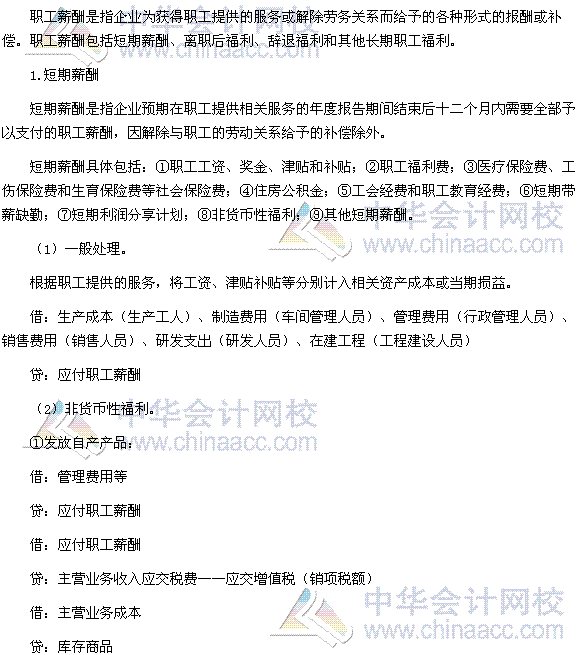 职工薪酬是指企业为获得职工提供的服务或解除劳务关系而给予的各种形式的报酬或补
偿。职工薪酬包括短期薪酬、离职后福利、辞退福利和其他长期职工福利。
1.短期薪酬
短期薪酬是指企业预期在职工提供相关服务的年度报告期间结束后十二个月内需要全部予
以支付的职工薪酬，因解除与职工的劳动关系给予的补偿除外。
短期薪酬具体包括：①职工工资、奖金、津贴和补贴；②职工福利费；③医疗保险费、工
伤保险费和生育保险费等社会保险费；④住房公积金；⑤工会经费和职工教育经费；⑥短期带
薪缺勤；⑦短期利润分享计划；⑧非货币性福利；⑨其他短期薪酬。
（1）一般处理。
根据职工提供的服务，将工资、津贴补贴等分别计入相关资产成本或当期损益。
借：生产成本（生产工人）、制造费用（车间管理人员）、管理费用（行政管理人员）、
销售费用（销售人员）、研发支出（研发人员）、在建工程（工程建设人员）
贷：应付职工薪酬
（2）非货币性福利。
①发放自产产品：
借：管理费用等
贷：应付职工薪酬
借：应付职工薪酬
贷：主营业务收入应交税费——应交增值税（销项税额）
借：主营业务成本
贷：库存商品
中华会计网校
www.chinaacc.com
中华会计网校
www.chinaacc.com
中华会计网校
www.chinaacc.com
中华会计网校
www.chinaacc.com